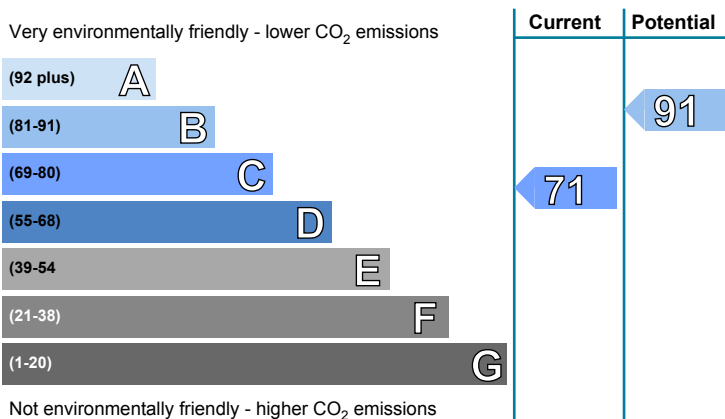 Very environmentally friendly - lower CO2 emissions
Current
Potential
(92 plus) A
(81-91) B
(69-80) C
(55-68) D
(39-54 E
(21-38) F
(1-20) G
71
91
Not environmentally friendly - higher CO2 emissions